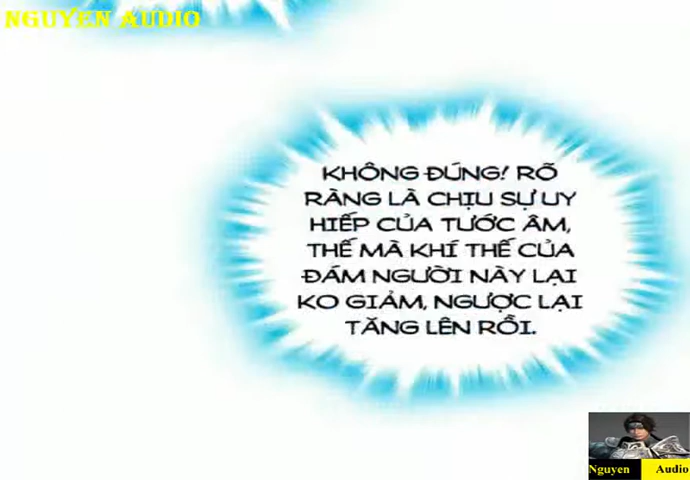 NGUYEN AUDIO
KHÔNG ĐÚNG! RÕ
RÀNG LÀ CHỊU SỰ UY
HIẾP CỦA TƯỚC ÂM,
THẾ MÀ KHÍ THẾ CỦA
ĐÁM NGƯỜI NÀY LẠI
KO GIẢM, NGƯỢC LẠI
TĂNG LÊN RỒI.
Nguyen Audio